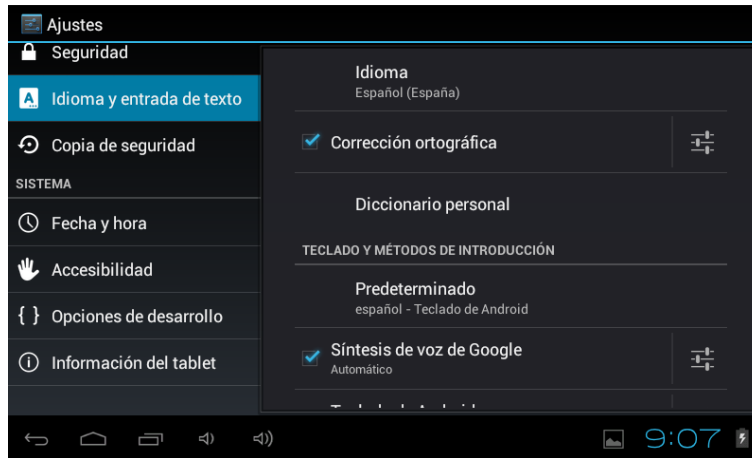 Ajustes
Seguridad
Idioma y entrada de texto
Copia de seguridad
SISTEMA
Fecha y hora
Accesibilidad
{ } Opciones de desarrollo
Información del tablet
Idioma
Español (España)
Corrección ortográfica
Diccionario personal
TECLADO Y MÉTODOS DE INTRODUCCIÓN
Predeterminado
español - Teclado de Android
Síntesis de voz de Google
Automático
9:07